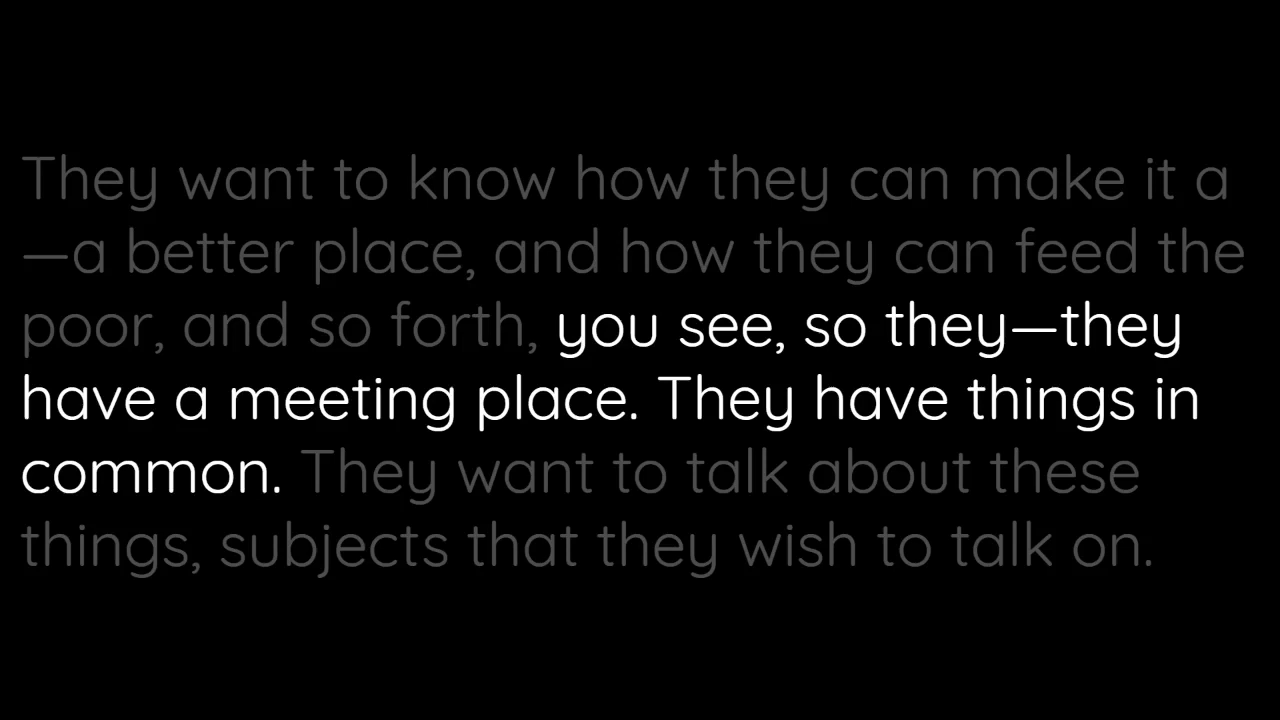 They want to know how they can make it a
—a better place, and how they can feed the
poor, and so forth, you see, so they—they
have a meeting place. They have things in
common. They want to talk about these
things, subjects that they wish to talk on.